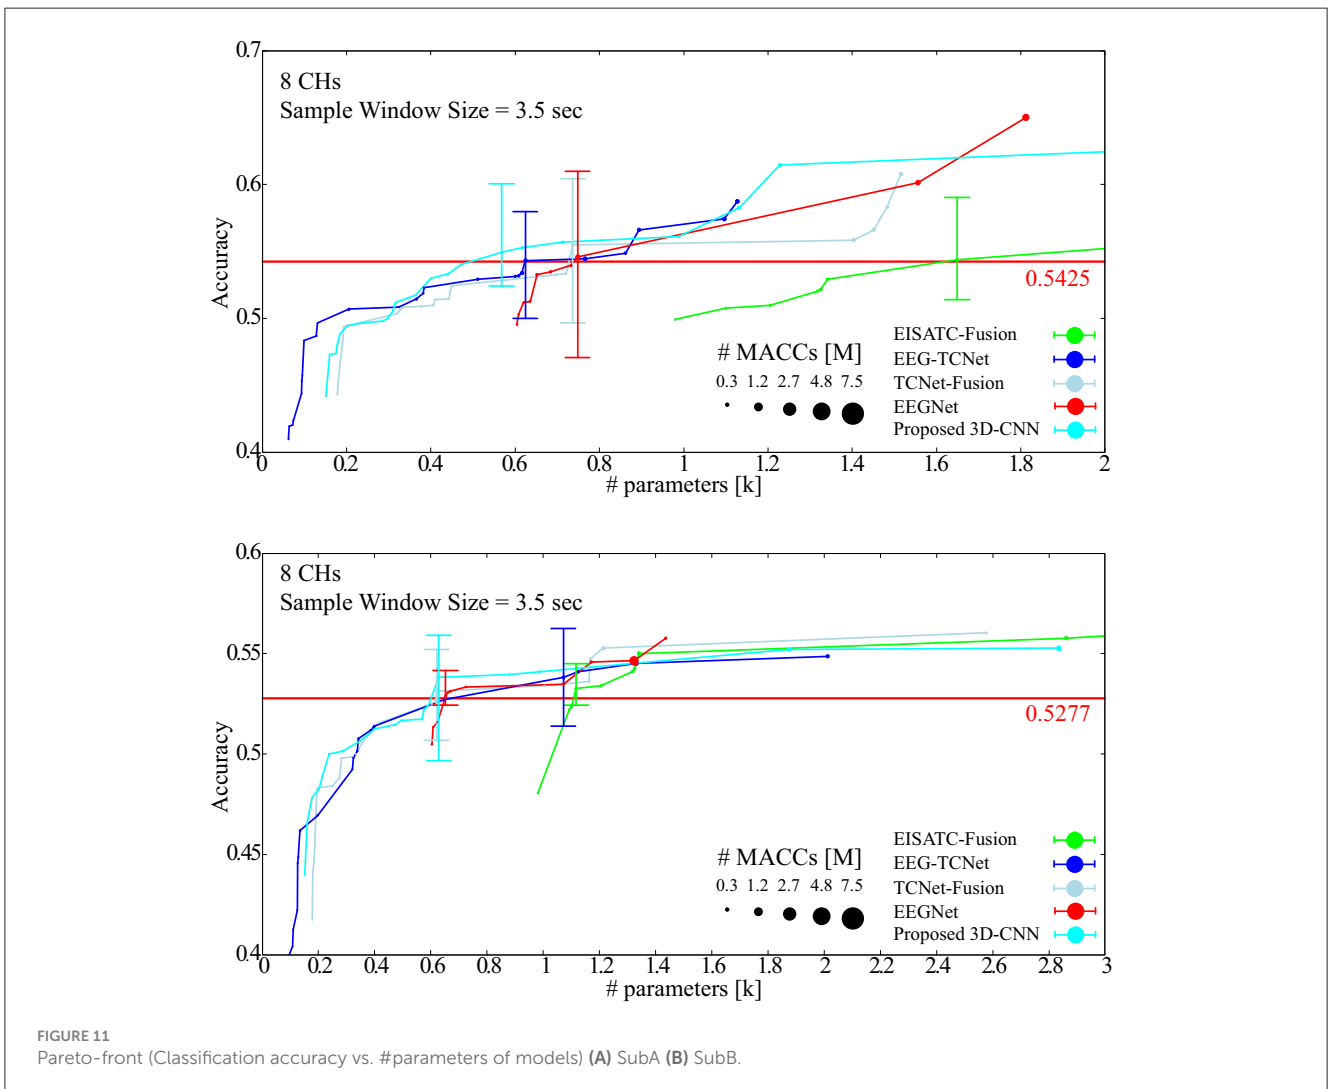 0.7
8 CHs
Sample Window Size = 3.5 sec
0.6
Accuracy
0.5425
0.5
EISATC-Fusion
# MACCs [M]
EEG-TCNet
0.3 1.2 2.7 4.8 7.5
TCNet-Fusion
EEGNet
Proposed 3D-CNN
0.4
0 0.2 0.4 0.6 0.8 1 1.2 1.4 1.6 1.8 2
# parameters [k]
0.6
8 CHs
Sample Window Size = 3.5 sec
0.55
0.5277
0.5
Accuracy
EISATC-Fusion
# MACCs [M]
EEG-TCNet
0.45
0.3 1.2 2.7 4.8 7.5
TCNet-Fusion
EEGNet
Proposed 3D-CNN
0.4
0 0.2 0.4 0.6 0.8 1 1.2 1.4 1.6 1.8 2 2.2 2.4 2.6 2.8 3
# parameters [k]
FIGURE 11
Pareto-front (Classification accuracy vs. #parameters of models) (A) SubA (B) SubB.